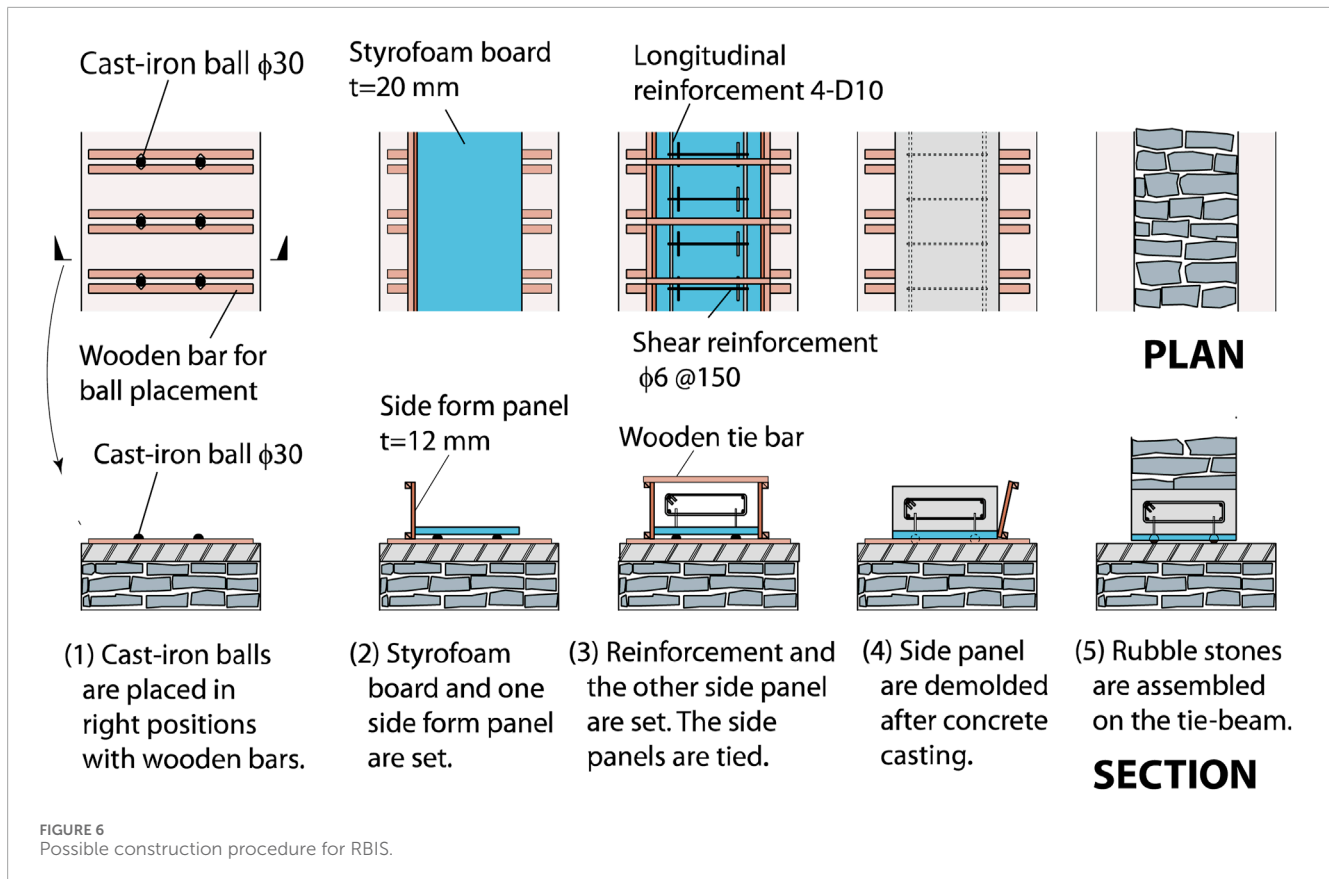 Cast-iron ball ϕ30
Styrofoam board
t=20 mm
Longitudinal
reinforcement 4-D10
Wooden bar for
ball placement
Shear reinforcement
ϕ6 @150
PLAN
Cast-iron ball ϕ30
Side form panel
t=12 mm
Wooden tie bar
(1) Cast-iron balls
are placed in
right positions
with wooden bars.
(2) Styrofoam
board and one
side form panel
are set.
(3) Reinforcement and
the other side panel
are set. The side
panels are tied.
(4) Side panel
are demolded
after concrete
casting.
(5) Rubble stones
are assembled
on the tie-beam.
SECTION
FIGURE 6
Possible construction procedure for RBIS.